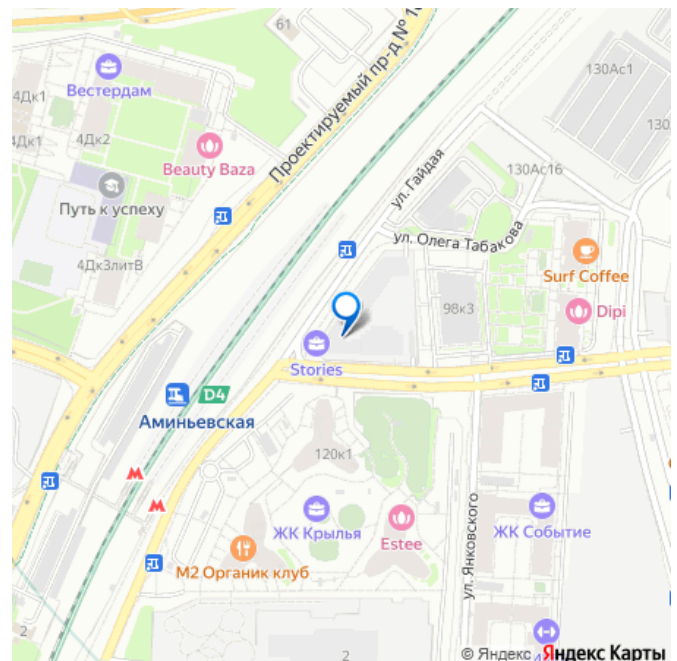 61
130Ас1
Вестердам
4Дк1
4Дк2
4Дк1
Beauty Baza
Проектируемый пр-д №
130
130Ас16
Путь к успеху
ул. Гайдая
ул. Олега Табакова
4Дк3литВ
Surf Coffee
98к3
Dipi
Stories
D4
Аминьевская
120к1
ЖК Крылья
Estee
ул. Янковского
ЖК Событие
М2 Органик клуб
2
2
© Яндекс Яндекс Карты